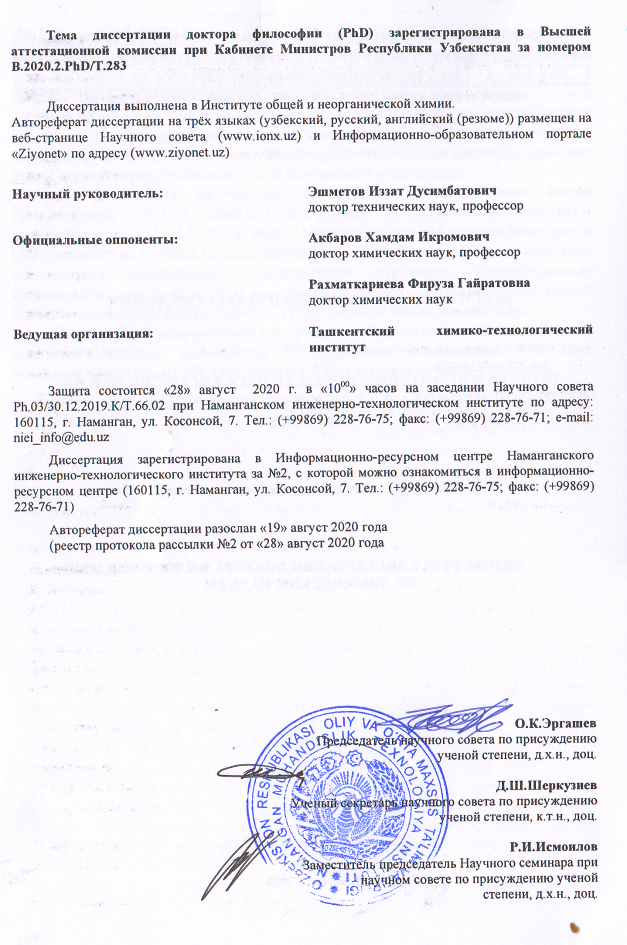 Тема диссертации доктора философии (PhD) зарегистрирована в Высшей
аттестационной комиссии при Кабинете Министров Республики Узбекистан за номером
B.2020.2.PhD/T.283
Диссертация выполнена в Институте общей и неорганической химии.
Автореферат диссертации на трёх языках (узбекский, русский, английский (резюме)) размещен на
веб-странице Научного совета (www.ionx.uz) и Информационно-образовательном портале
«Ziyonet» по адресу (www.ziyonet.uz)
Научный руководитель:
Эшметов Иззат Дусимбатович
доктор технических наук, профессор
Официальные оппоненты:
Акбаров Хамдам Икромович
доктор химических наук, профессор
Рахматкариева Фируза Гайратовна
доктор химических наук
Ведущая организация:
Ташкентский химико-технологический
институт
Защита состоится «28» август 2020 г. в «10⁰⁰» часов на заседании Научного совета
Ph.03/30.12.2019.K/T.66.02 при Наманганском инженерно-технологическом институте по адресу:
160115, г. Наманган, ул. Косонсой, 7. Тел.: (+99869) 228-76-75; факс: (+99869) 228-76-71; e-mail:
niei_info@edu.uz
Диссертация зарегистрирована в Информационно-ресурсном центре Наманганского
инженерно-технологического института за №2, с которой можно ознакомиться в информационно-
ресурсном центре (160115, г. Наманган, ул. Косонсой, 7. Тел.: (+99869) 228-76-75; факс: (+99869)
228-76-71)
Автореферат диссертации разослан «19» август 2020 года
(реестр протокола рассылки №2 от «28» август 2020 года
О.К.Эргашев
Председатель научного совета по присуждению
ученой степени, д.х.н., доц.
Д.Ш.Шеркузиев
Ученый секретарь научного совета по присуждению
ученой степени, к.т.н., доц.
Р.И.Исмоилов
Заместитель председатель Научного семинара при
научном совете по присуждению ученой
степени, д.х.н., доц.